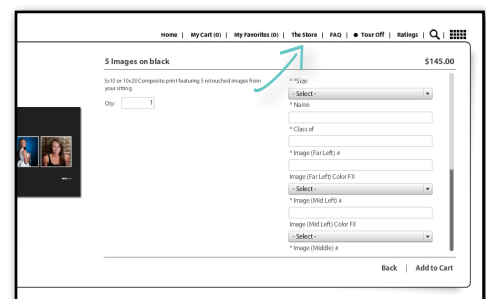 Home | My Cart (0) | My Favorites (0) | The Store | FAQ | ● Tour Off | Ratings |
5 Images on black
$145.00
5x10 or 10x20 Composite print featuring 5 retouched images from
your sitting.
Qty: 1
* *Size
- Select -
* Name
* Class of
* Image (Far Left) #
Image (Far Left) Color FX
- Select -
* Image (Mid Left) #
Image (Mid Left) Color FX
- Select -
* Image (Middle) #
Back | Add to Cart